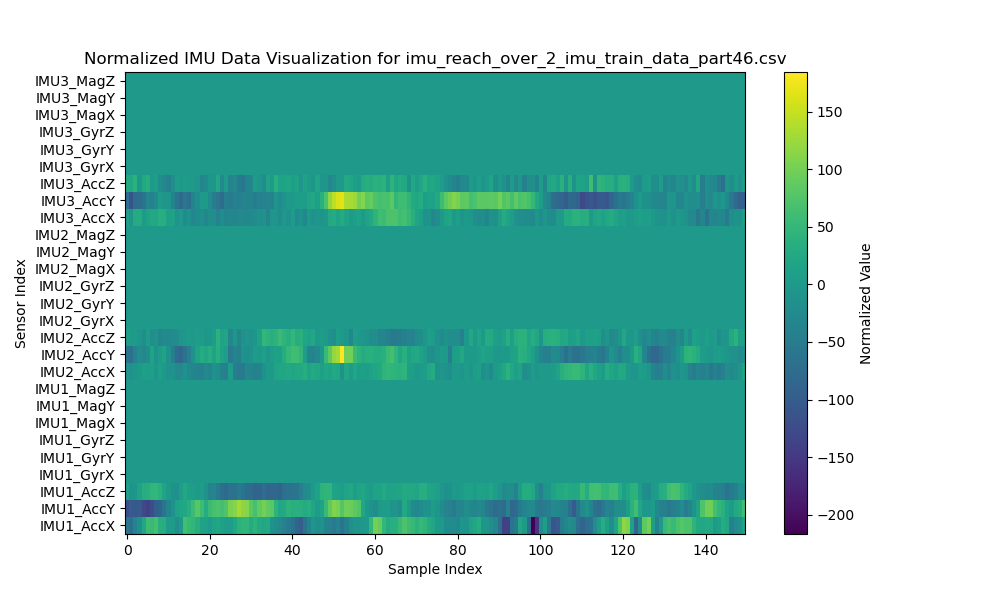 Normalized IMU Data Visualization for imu_reach_over_2_imu_train_data_part46.csv
IMU3_MagZ
IMU3_MagY
IMU3_MagX
IMU3_GyrZ
IMU3_GyrY
IMU3_GyrX
IMU3_AccZ
IMU3_AccY
IMU3_AccX
IMU2_MagZ
IMU2_MagY
IMU2_MagX
IMU2_GyrZ
IMU2_GyrY
IMU2_GyrX
IMU2_AccZ
IMU2_AccY
IMU2_AccX
IMU1_MagZ
IMU1_MagY
IMU1_MagX
IMU1_GyrZ
IMU1_GyrY
IMU1_GyrX
IMU1_AccZ
IMU1_AccY
IMU1_AccX
Sensor Index
0 20 40 60 80 100 120 140
Sample Index
150
100
50
0
−50
−100
−150
−200
Normalized Value